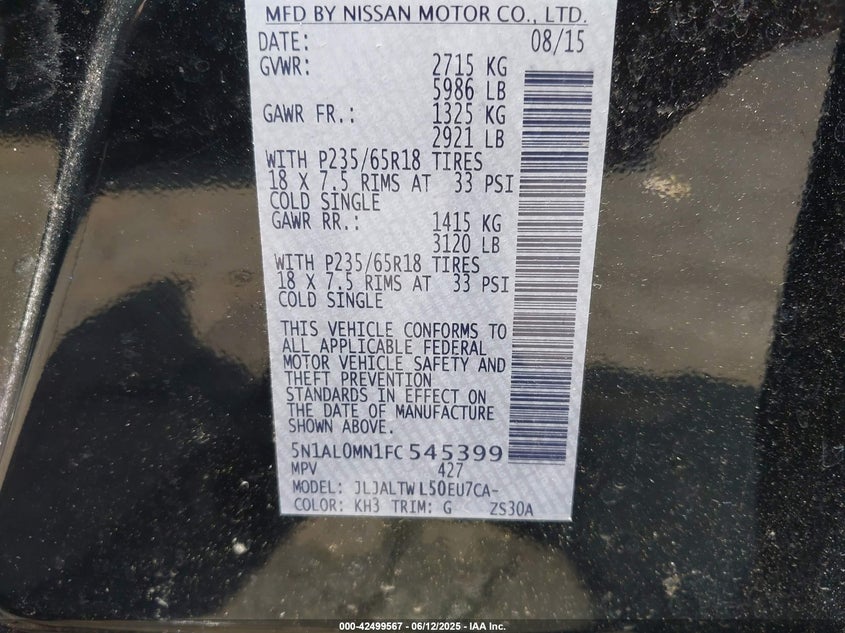 MFD BY NISSAN MOTOR CO., LTD.
DATE: 08/15
GVWR: 2715 KG
5986 LB
GAWR FR.: 1325 KG
2921 LB
WITH P235/65R18 TIRES
18 X 7.5 RIMS AT 33 PSI
COLD SINGLE
GAWR RR.: 1415 KG
3120 LB
WITH P235/65R18 TIRES
18 X 7.5 RIMS AT 33 PSI
COLD SINGLE
THIS VEHICLE CONFORMS TO
ALL APPLICABLE FEDERAL
MOTOR VEHICLE SAFETY AND
THEFT PREVENTION
STANDARDS IN EFFECT ON
THE DATE OF MANUFACTURE
SHOWN ABOVE.
5N1AL0MN1FC545399
MPV 427
MODEL: JLJALTWL50EU7CA-
COLOR: KH3 TRIM: G ZS30A
000-42499567 - 06/12/2025 - IAA Inc.